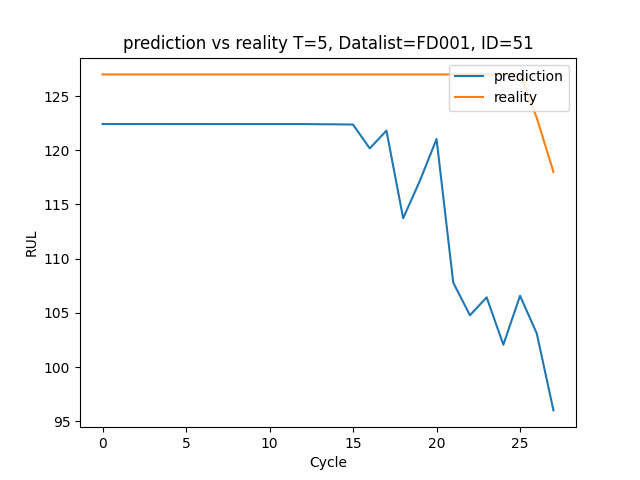 prediction vs reality T=5, Datalist=FD001, ID=51
prediction
reality
125
120
115
110
105
100
95
RUL
0 5 10 15 20 25
Cycle